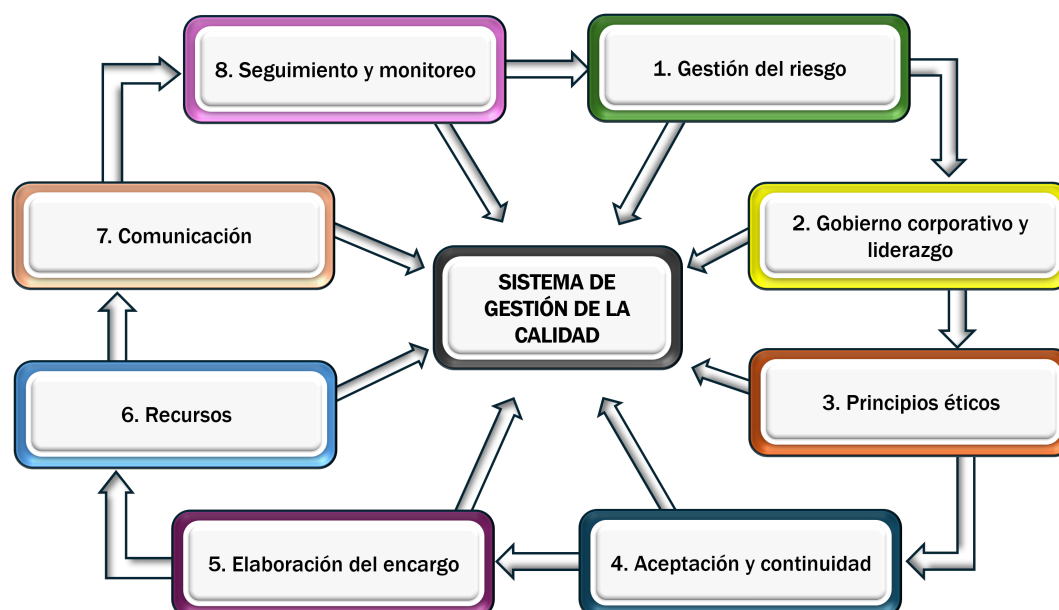 8. Seguimiento y monitoreo
1. Gestión del riesgo
7. Comunicación
2. Gobierno corporativo y
liderazgo
SISTEMA DE
GESTIÓN DE LA
CALIDAD
6. Recursos
3. Principios éticos
5. Elaboración del encargo
4. Aceptación y continuidad